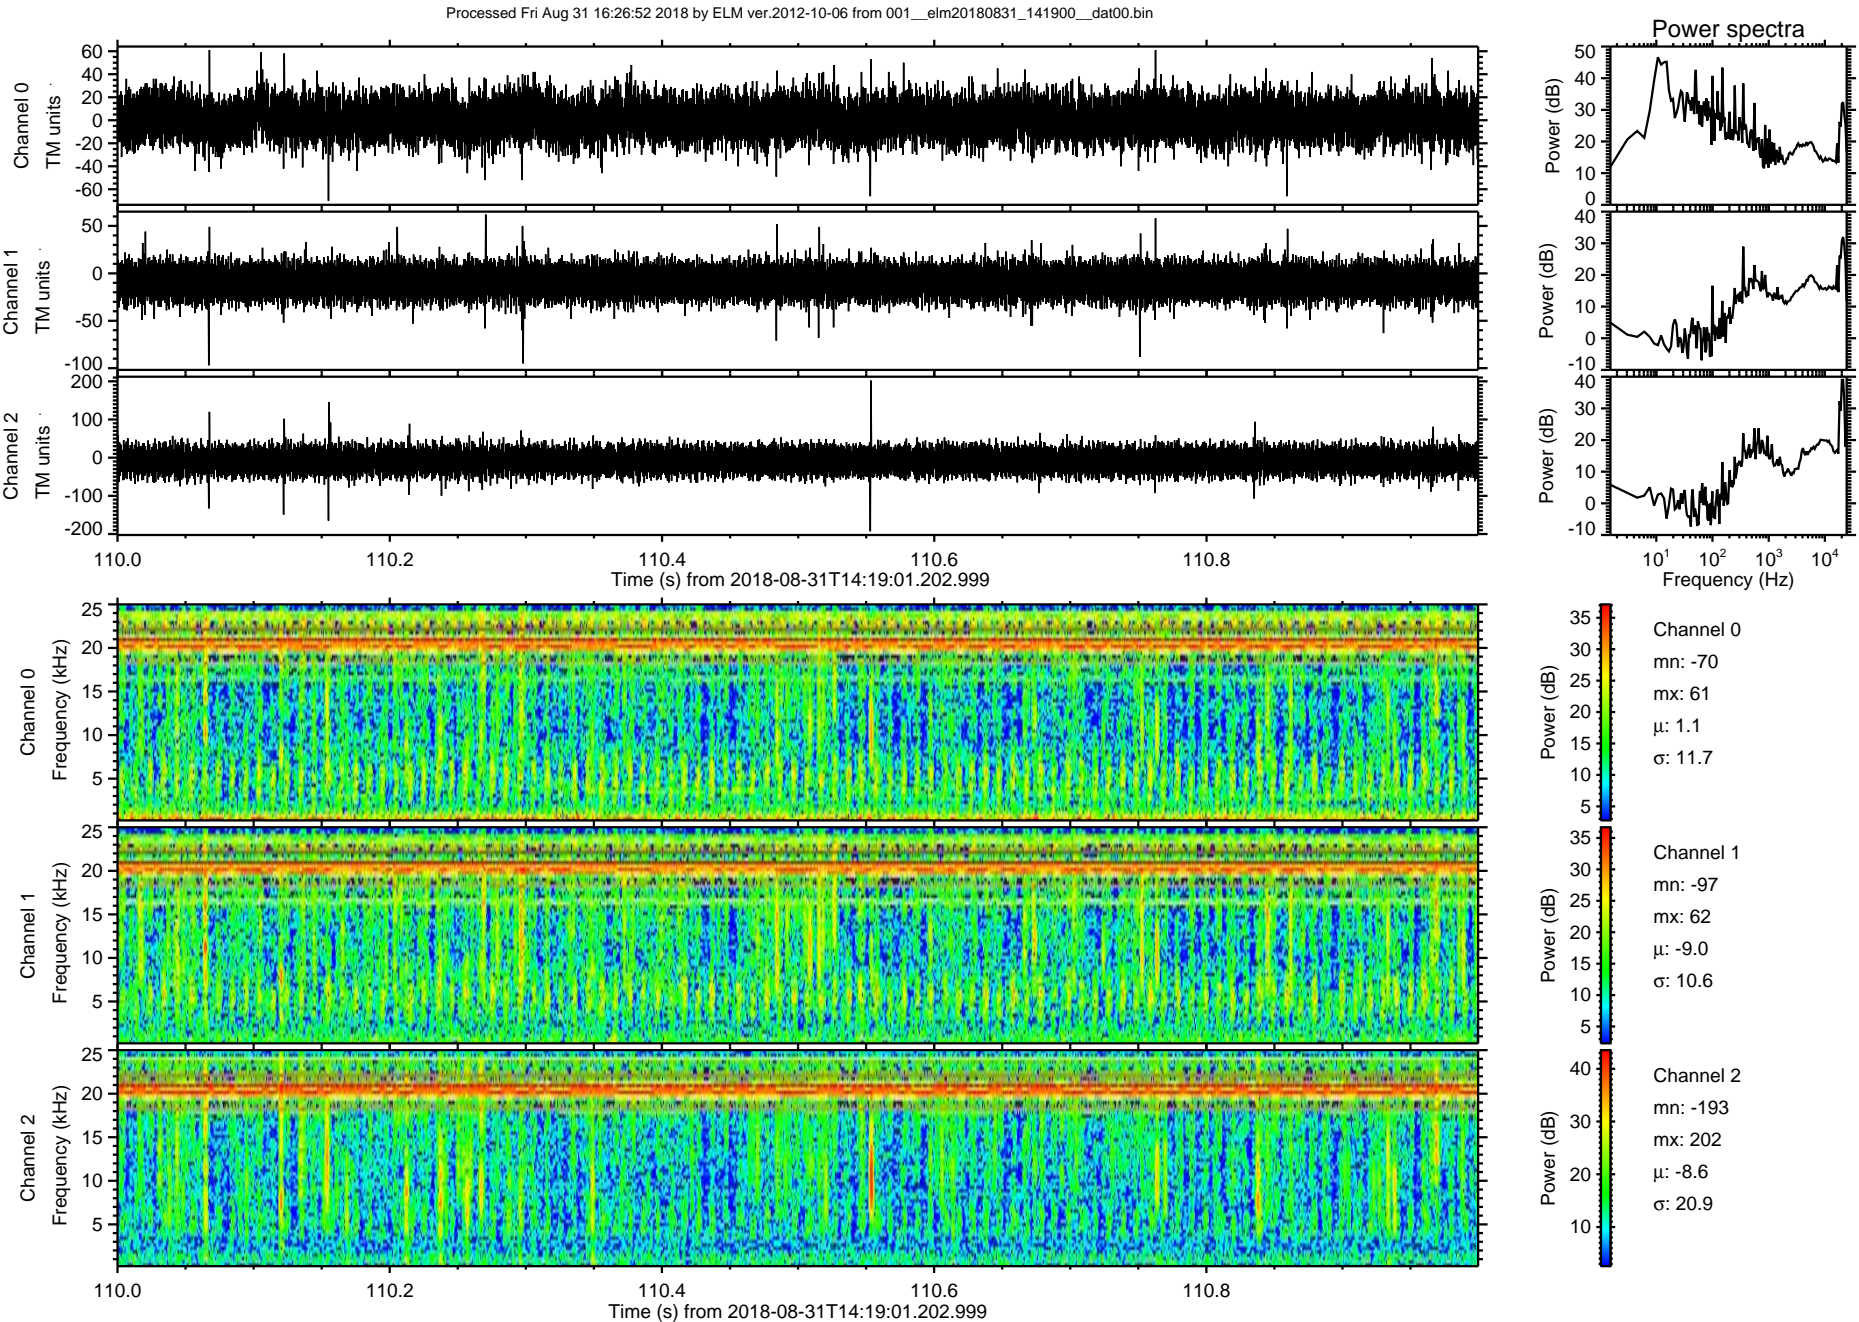 Processed Fri Aug 31 16:26:52 2018 by ELM ver.2012-10-06 from 001__elm20180831_141900__dat00.bin
Power spectra
Channel 0
TM units
60
40
20
0
-20
-40
-60
Power (dB)
50
40
30
20
10
0
Channel 1
TM units
50
0
-50
-100
Power (dB)
40
30
20
10
0
-10
Channel 2
TM units
200
100
0
-100
-200
Power (dB)
40
30
20
10
0
-10
110.0 110.2 110.4 110.6 110.8
Time (s) from 2018-08-31T14:19:01.202.999
10¹ 10² 10³ 10⁴
Frequency (Hz)
Channel 0
Frequency (kHz)
25
20
15
10
5
Power (dB)
35
30
25
20
15
10
5
Channel 0
mn: -70
mx: 61
μ: 1.1
σ: 11.7
Channel 1
Frequency (kHz)
25
20
15
10
5
Power (dB)
35
30
25
20
15
10
5
Channel 1
mn: -97
mx: 62
μ: -9.0
σ: 10.6
Channel 2
Frequency (kHz)
25
20
15
10
5
Power (dB)
40
30
20
10
Channel 2
mn: -193
mx: 202
μ: -8.6
σ: 20.9
110.0 110.2 110.4 110.6 110.8
Time (s) from 2018-08-31T14:19:01.202.999